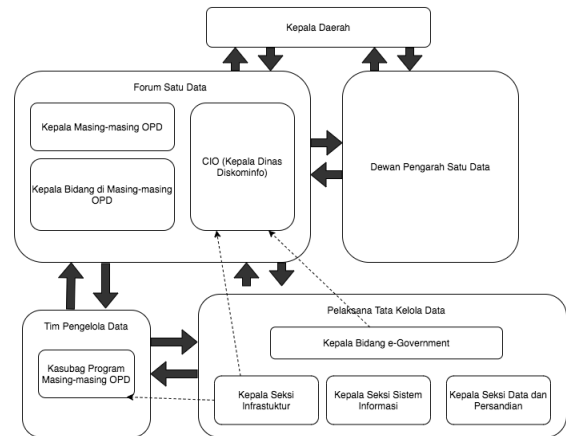 Kepala Daerah
Forum Satu Data
Kepala Masing-masing OPD
Kepala Bidang di Masing-masing
OPD
CIO (Kepala Dinas
Diskominfo)
Dewan Pengarah Satu Data
Tim Pengelola Data
Kasubag Program
Masing-masing OPD
Pelaksana Tata Kelola Data
Kepala Bidang e-Government
Kepala Seksi
Infrastuktur
Kepala Seksi Sistem
Informasi
Kepala Seksi Data dan
Persandian